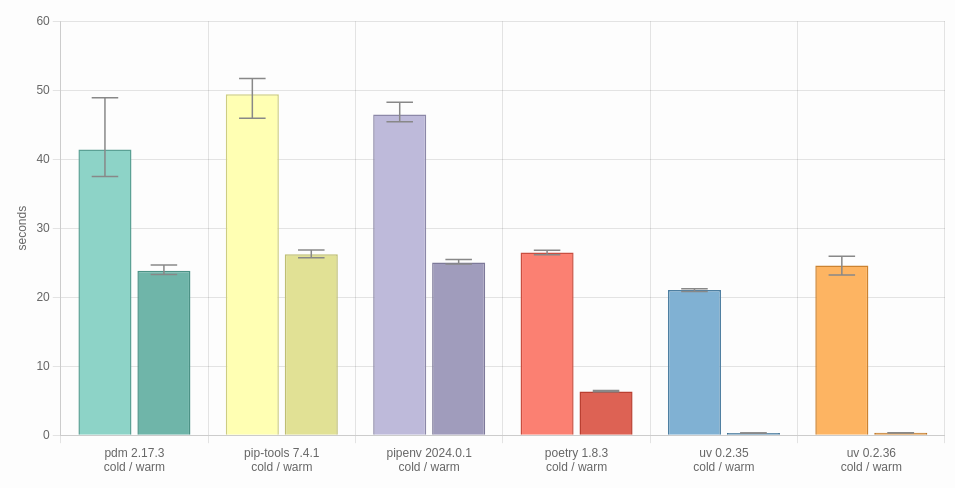 60
50
40
30
20
10
0
seconds
pdm 2.17.3
cold / warm
pip-tools 7.4.1
cold / warm
pipenv 2024.0.1
cold / warm
poetry 1.8.3
cold / warm
uv 0.2.35
cold / warm
uv 0.2.36
cold / warm